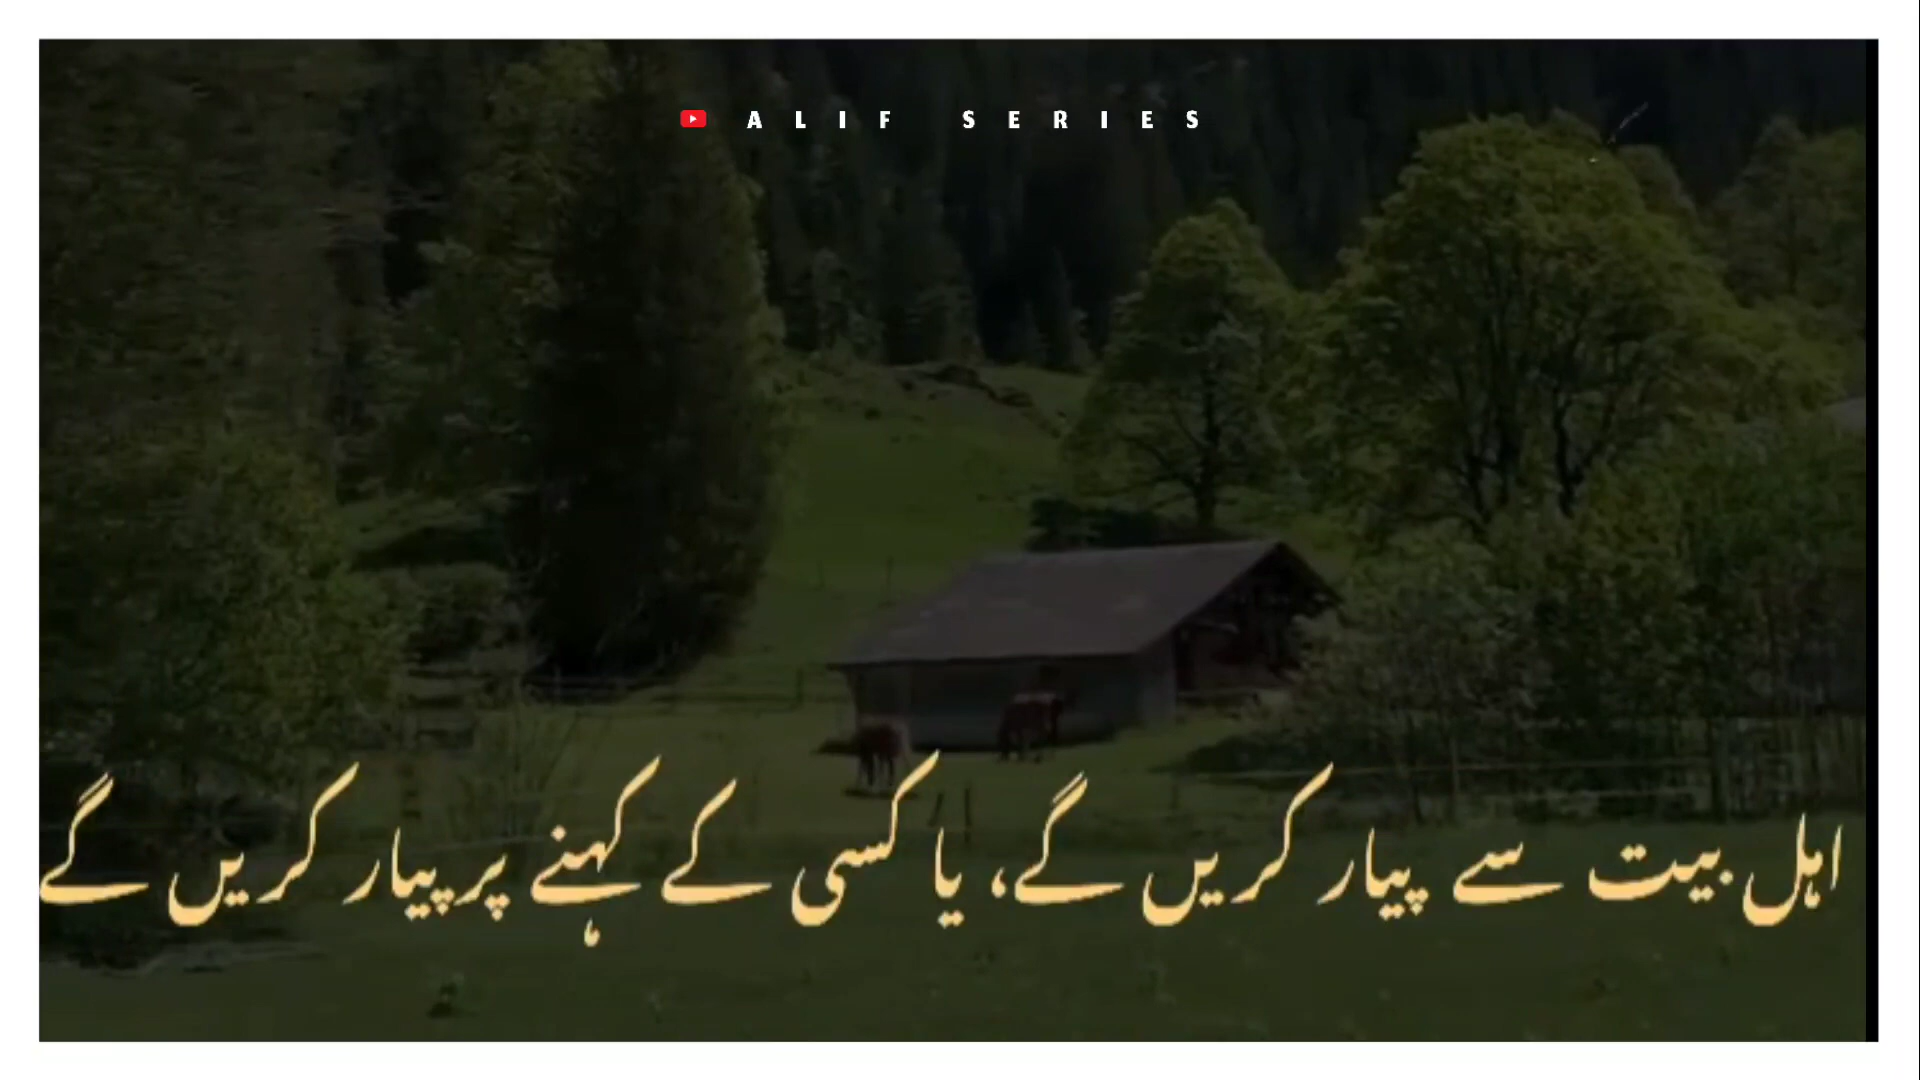 ALIF SERIES
اہل بیت سے پیار کریں گے، یا کسی کے کہنے پر پیار کریں گے